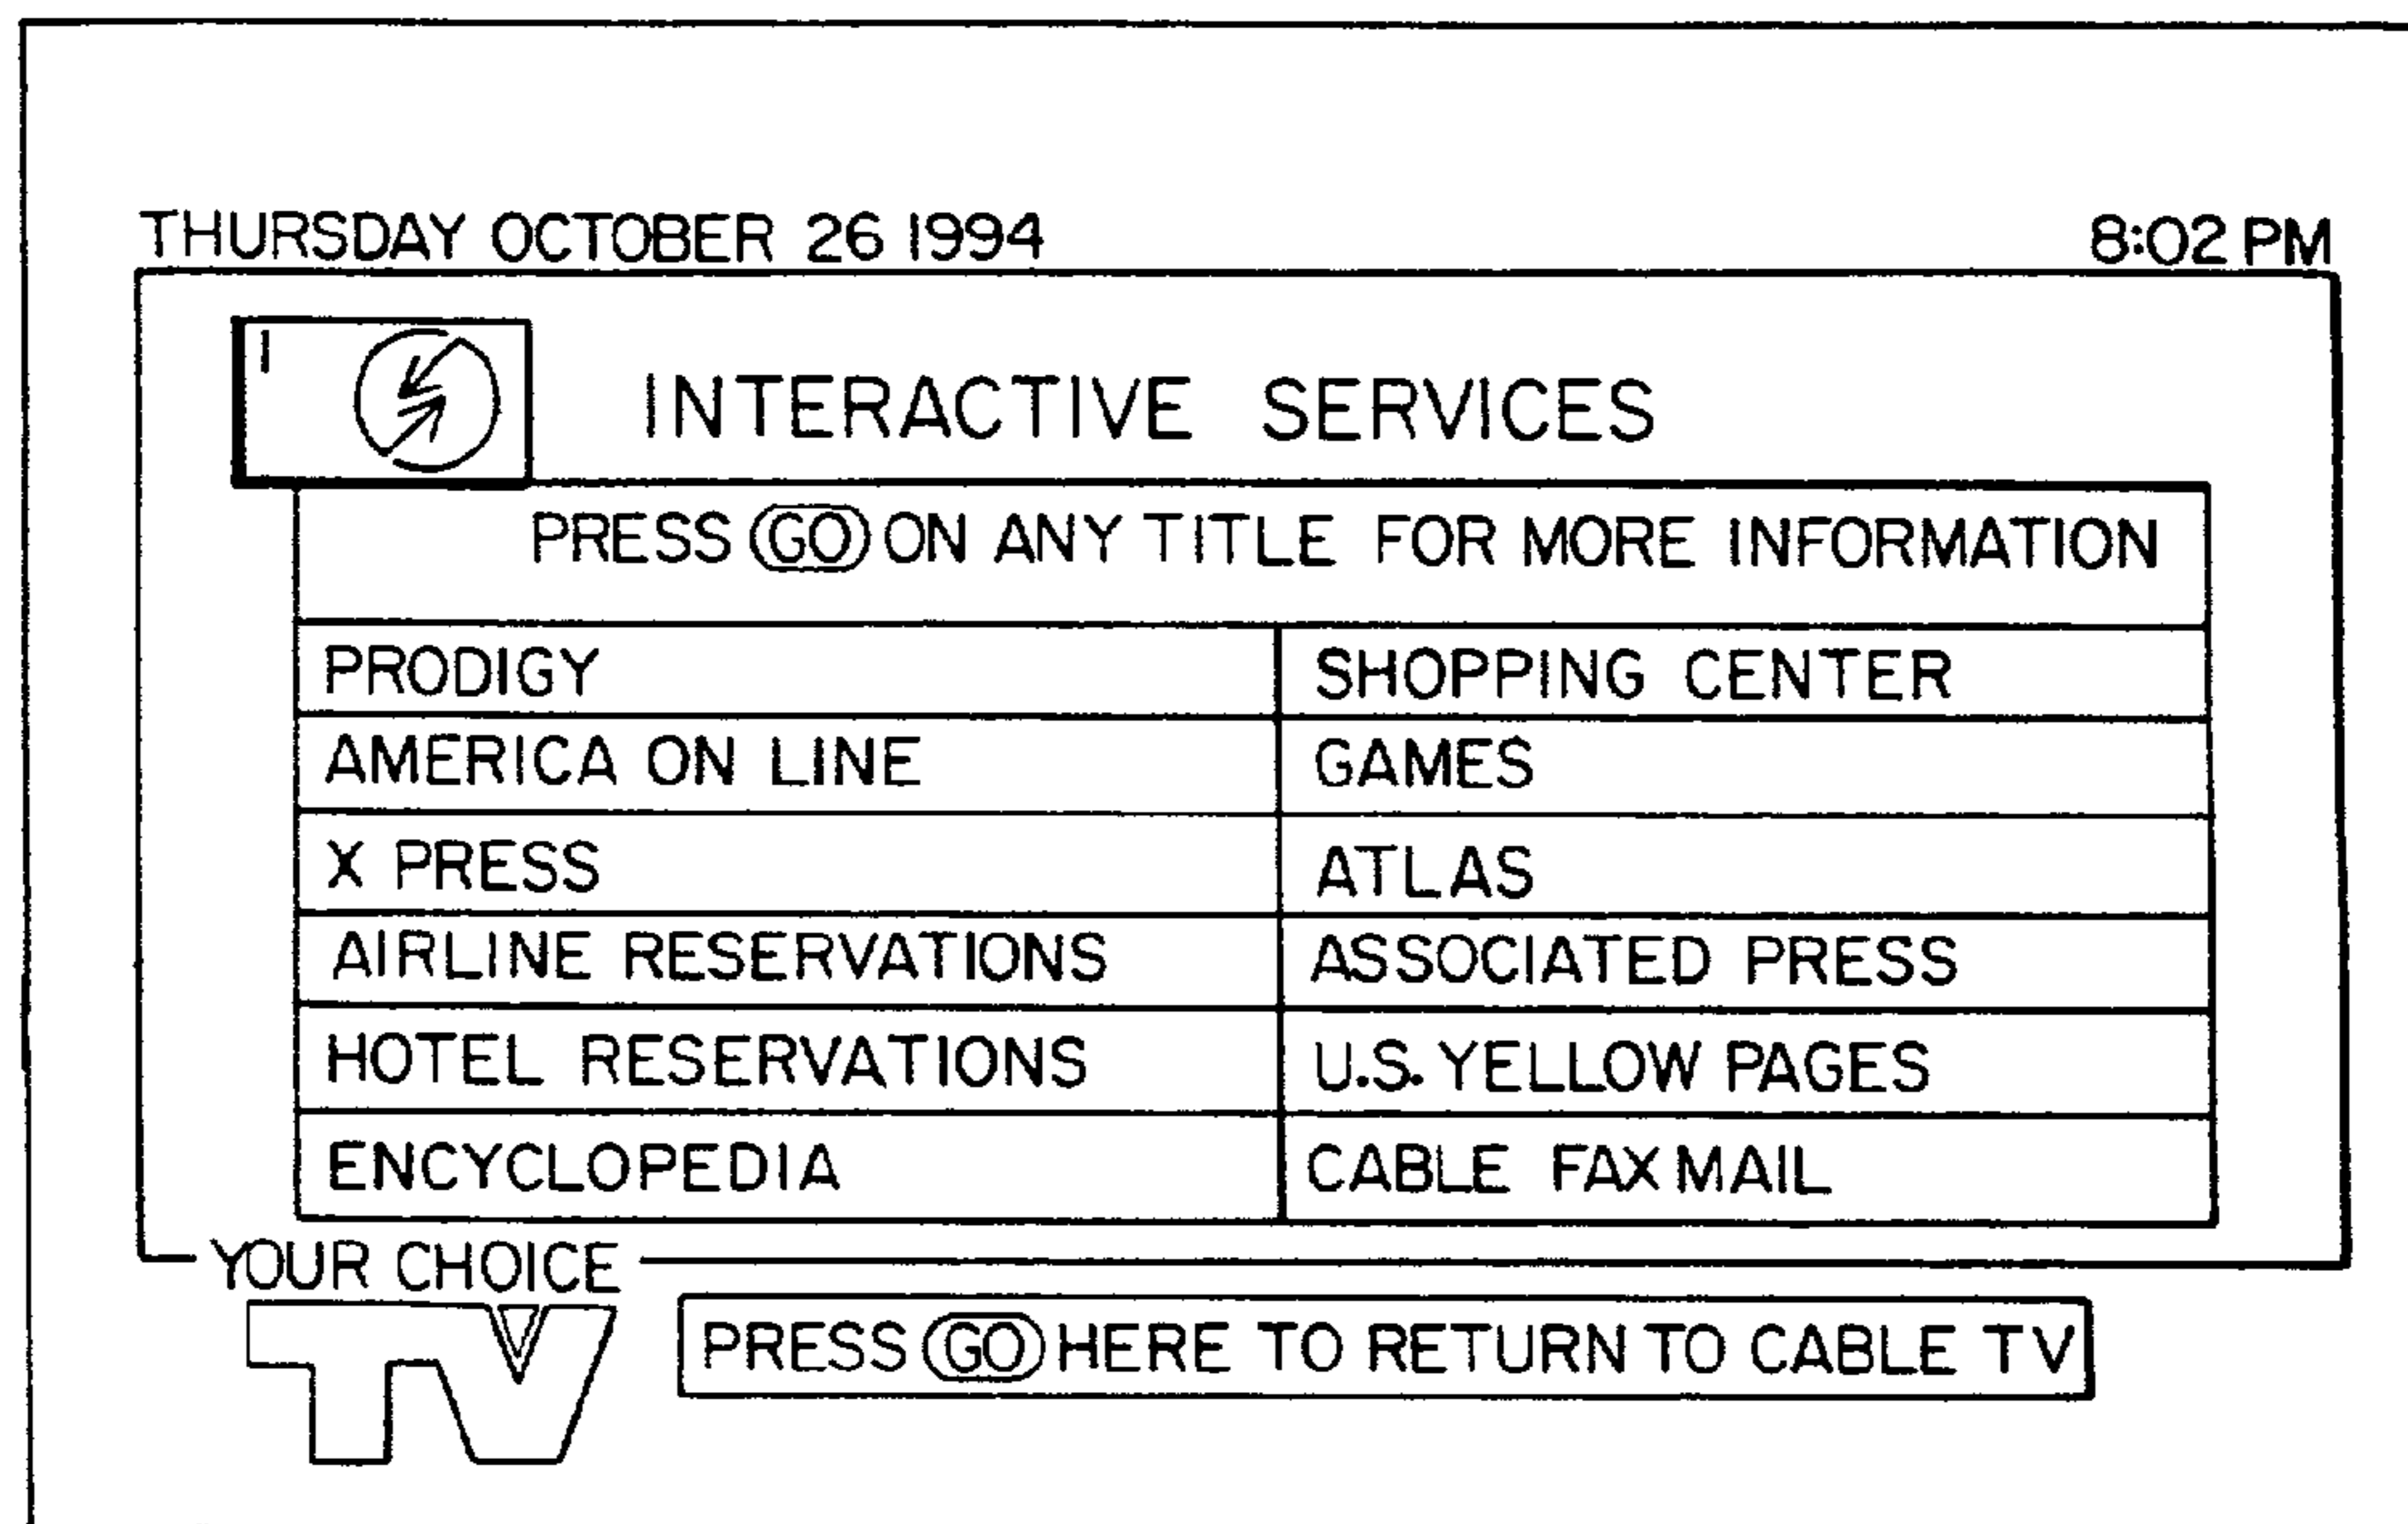 THURSDAY OCTOBER 26 1994
8:02 PM
1
INTERACTIVE SERVICES
PRESS GO ON ANY TITLE FOR MORE INFORMATION
PRODIGY
SHOPPING CENTER
AMERICA ON LINE
GAMES
X PRESS
ATLAS
AIRLINE RESERVATIONS
ASSOCIATED PRESS
HOTEL RESERVATIONS
U.S. YELLOW PAGES
ENCYCLOPEDIA
CABLE FAX MAIL
YOUR CHOICE
TV
PRESS GO HERE TO RETURN TO CABLE TV